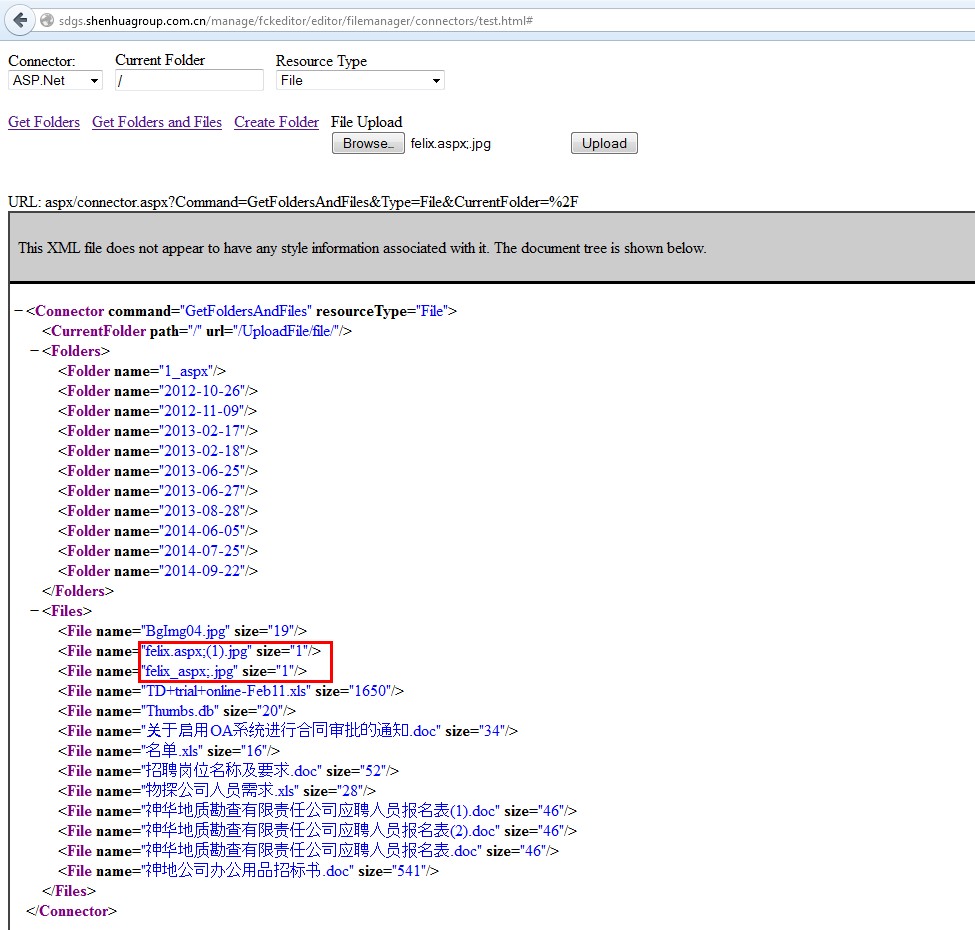 sdgs.shenhuagroup.com.cn/manage/fckeditor/editor/filemanager/connectors/test.html#
Connector: Current Folder Resource Type
ASP.Net / File
Get Folders Get Folders and Files Create Folder File Upload
Browse... felix.aspx;.jpg Upload
URL: aspx/connector.aspx?Command=GetFoldersAndFiles&Type=File&CurrentFolder=%2F
This XML file does not appear to have any style information associated with it. The document tree is shown below.
−<Connector command="GetFoldersAndFiles" resourceType="File">
<CurrentFolder path="/" url="/UploadFile/file/"/>
−<Folders>
<Folder name="1_aspx"/>
<Folder name="2012-10-26"/>
<Folder name="2012-11-09"/>
<Folder name="2013-02-17"/>
<Folder name="2013-02-18"/>
<Folder name="2013-06-25"/>
<Folder name="2013-06-27"/>
<Folder name="2013-08-28"/>
<Folder name="2014-06-05"/>
<Folder name="2014-07-25"/>
<Folder name="2014-09-22"/>
</Folders>
−<Files>
<File name="BgImg04.jpg" size="19"/>
<File name="felix.aspx;(1).jpg" size="1"/>
<File name="felix_aspx;.jpg" size="1"/>
<File name="TD+trial+online-Feb11.xls" size="1650"/>
<File name="Thumbs.db" size="20"/>
<File name="关于启用OA系统进行合同审批的通知.doc" size="34"/>
<File name="名单.xls" size="16"/>
<File name="招聘岗位名称及要求.doc" size="52"/>
<File name="物探公司人员需求.xls" size="28"/>
<File name="神华地质勘查有限责任公司应聘人员报名表(1).doc" size="46"/>
<File name="神华地质勘查有限责任公司应聘人员报名表(2).doc" size="46"/>
<File name="神华地质勘查有限责任公司应聘人员报名表.doc" size="46"/>
<File name="神地公司办公用品招标书.doc" size="541"/>
</Files>
</Connector>